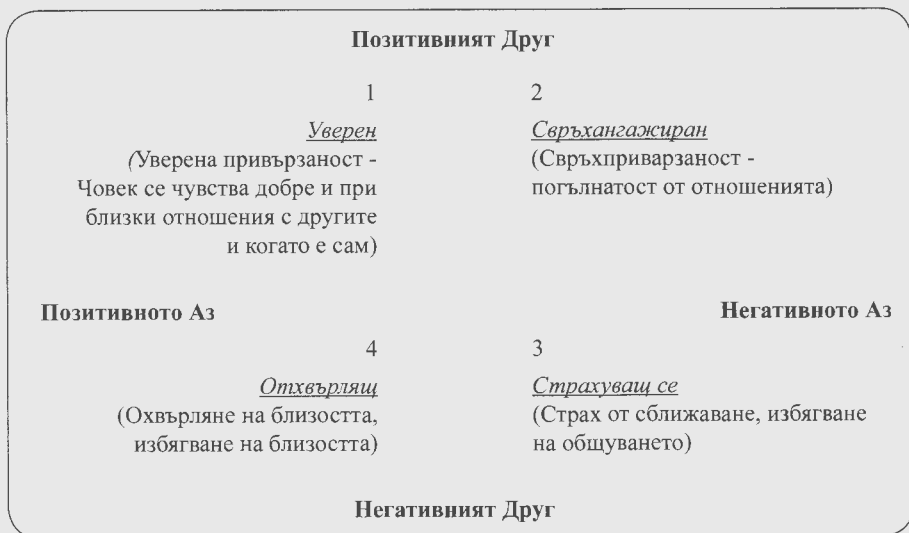 Позитивният Друг
1
Уверен
(Уверена привързаност -
Човек се чувства добре и при
близки отношения с другите
и когато е сам)
2
Свръхангажиран
(Свръхприварзаност -
погълнатост от отношенията)
Позитивното Аз
Негативното Аз
4
Отхвърлящ
(Охвърляне на близостта,
избягване на близостта)
3
Страхуващ се
(Страх от сближаване, избягване
на общуването)
Негативният Друг